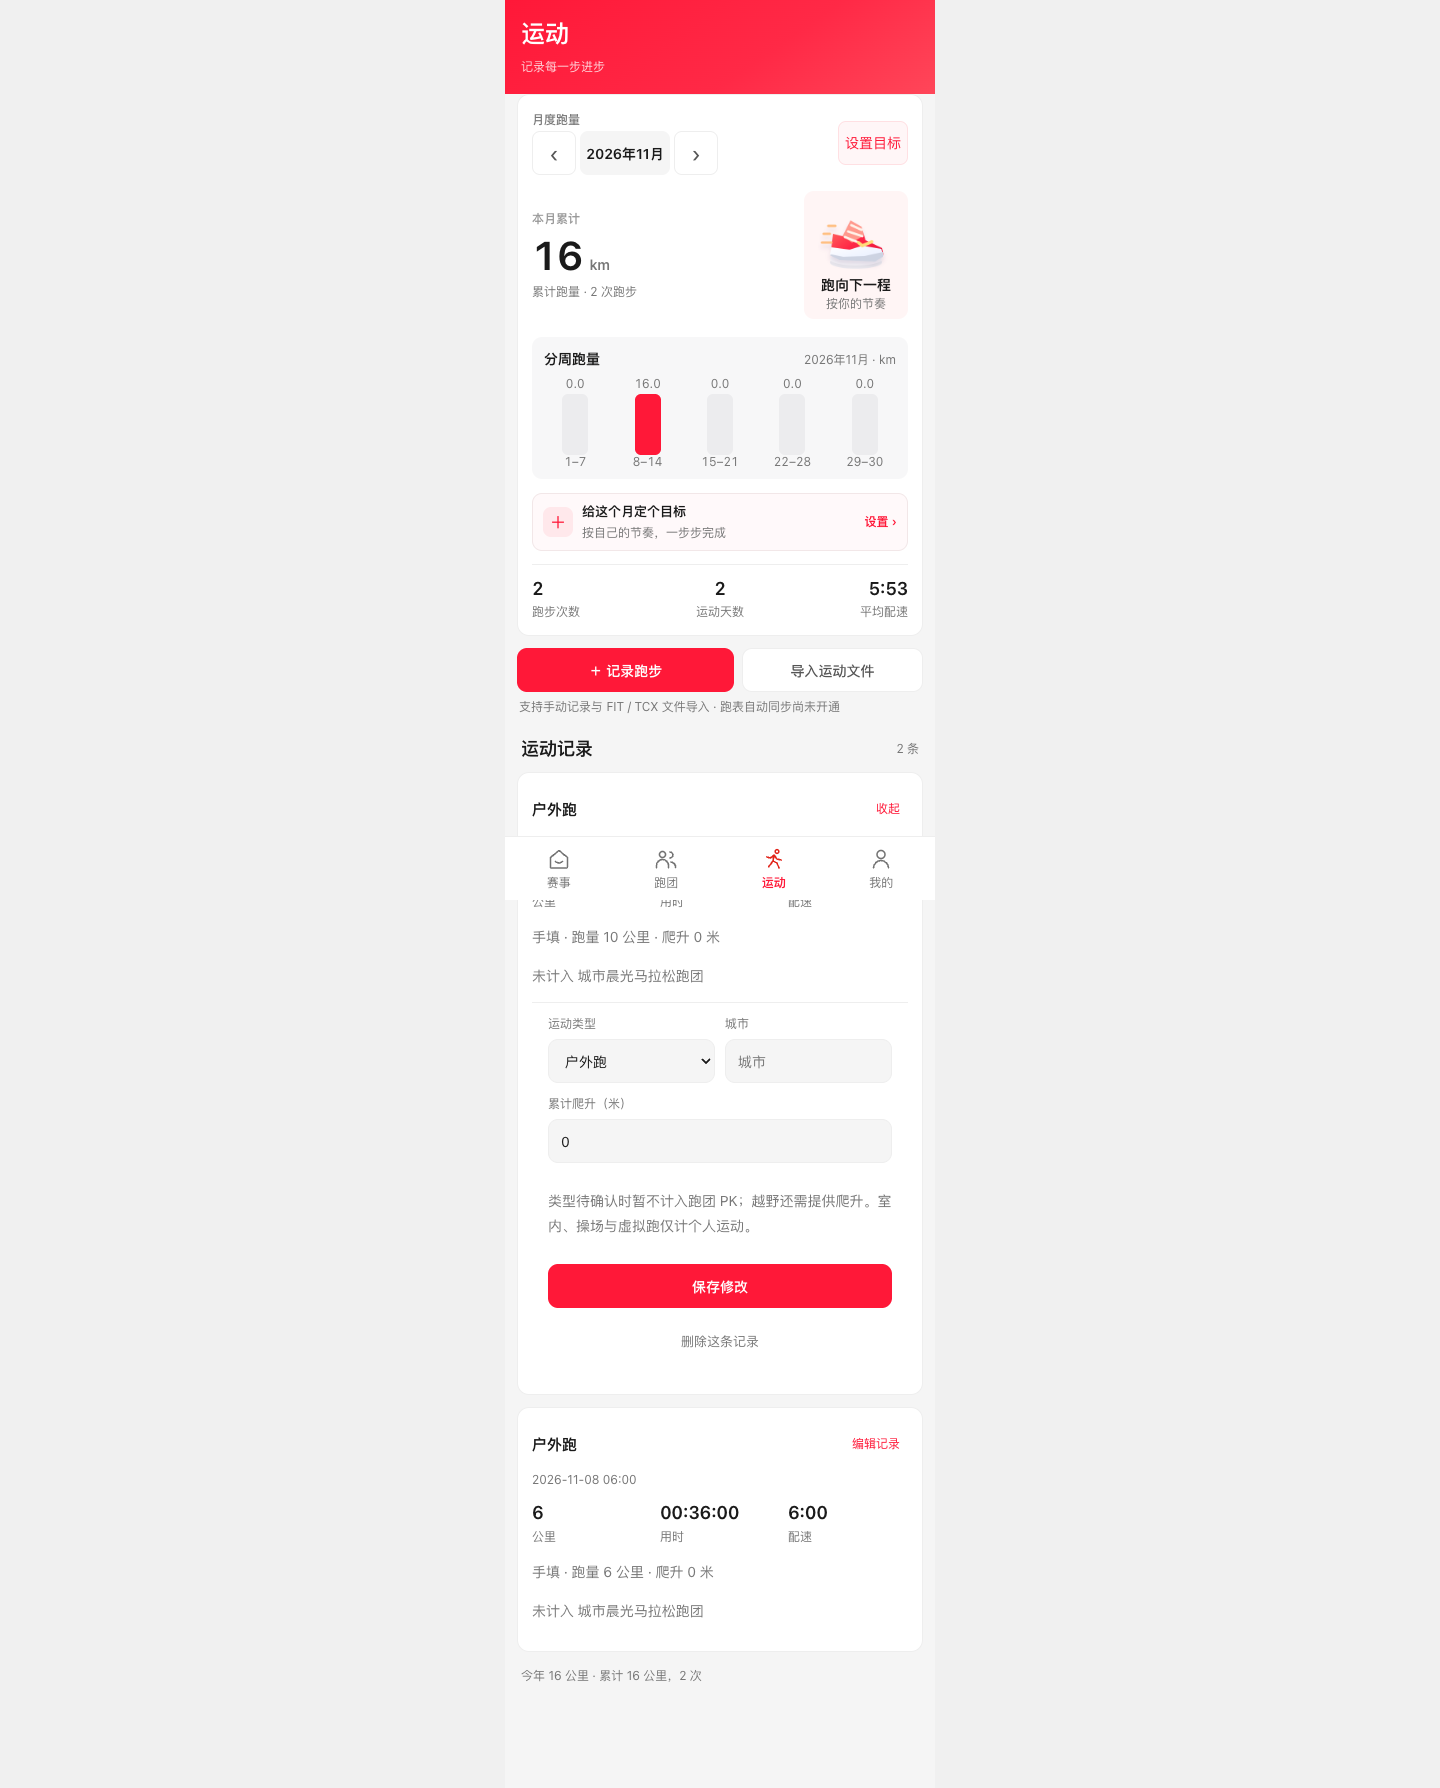 运动
记录每一步进步
月度跑量
‹ 2026年11月 ›
设置目标
本月累计
16 km
累计跑量 · 2 次跑步
跑向下一程
按你的节奏
分周跑量 2026年11月 · km
0.0 16.0 0.0 0.0 0.0
1–7 8–14 15–21 22–28 29–30
给这个月定个目标
按自己的节奏，一步步完成
设置 ›
2 2 5:53
跑步次数 运动天数 平均配速
+ 记录跑步 导入运动文件
支持手动记录与 FIT / TCX 文件导入 · 跑表自动同步尚未开通
运动记录 2 条
户外跑 收起
赛事 跑团 运动 我的
公里 用时 配速
手填 · 跑量 10 公里 · 爬升 0 米
未计入 城市晨光马拉松跑团
运动类型 城市
户外跑 城市
累计爬升（米）
0
类型待确认时暂不计入跑团 PK；越野还需提供爬升。室
内、操场与虚拟跑仅计个人运动。
保存修改
删除这条记录
户外跑 编辑记录
2026-11-08 06:00
6 00:36:00 6:00
公里 用时 配速
手填 · 跑量 6 公里 · 爬升 0 米
未计入 城市晨光马拉松跑团
今年 16 公里 · 累计 16 公里，2 次